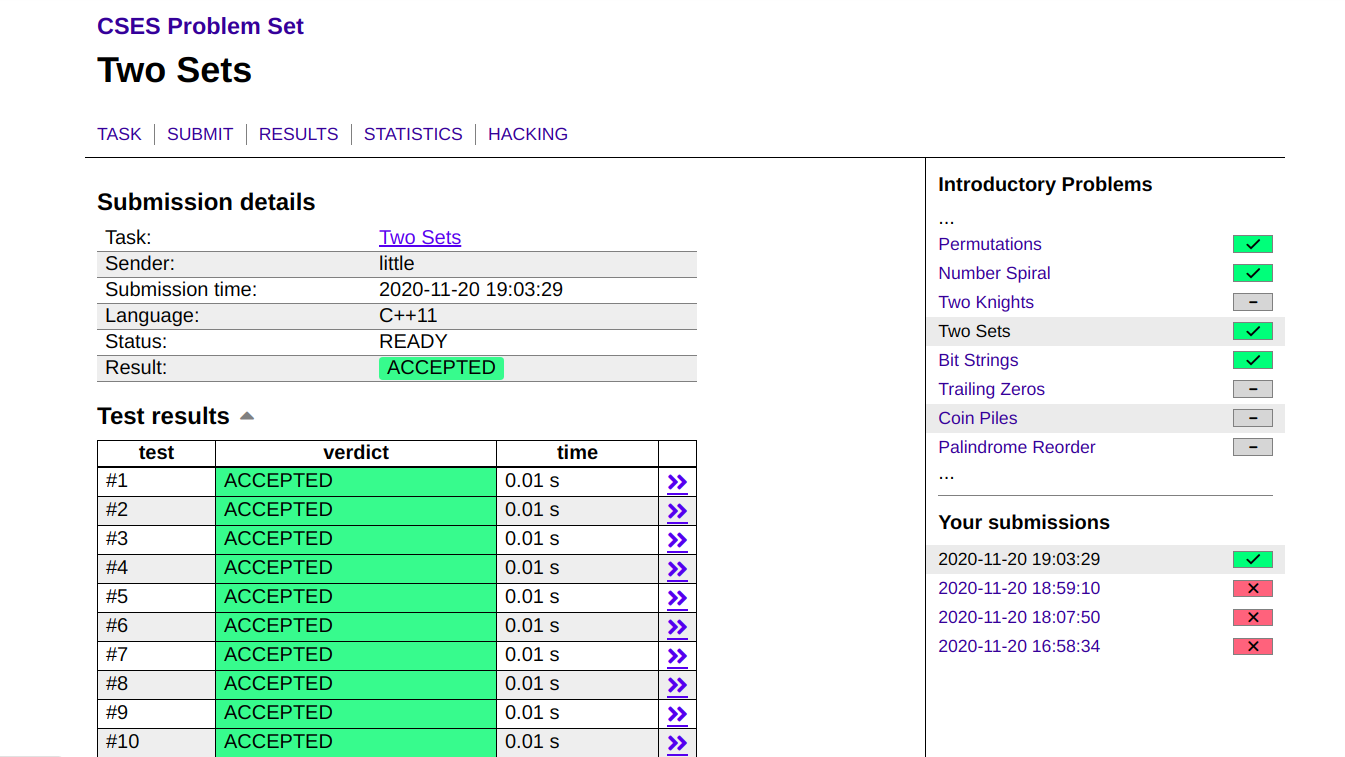 CSES Problem Set
Two Sets
TASK SUBMIT RESULTS STATISTICS HACKING
Submission details
Task: Two Sets
Sender: little
Submission time: 2020-11-20 19:03:29
Language: C++11
Status: READY
Result: ACCEPTED
Test results
test verdict time
#1 ACCEPTED 0.01 s
#2 ACCEPTED 0.01 s
#3 ACCEPTED 0.01 s
#4 ACCEPTED 0.01 s
#5 ACCEPTED 0.01 s
#6 ACCEPTED 0.01 s
#7 ACCEPTED 0.01 s
#8 ACCEPTED 0.01 s
#9 ACCEPTED 0.01 s
#10 ACCEPTED 0.01 s
Introductory Problems
...
Permutations
Number Spiral
Two Knights –
Two Sets
Bit Strings
Trailing Zeros –
Coin Piles –
Palindrome Reorder –
...
Your submissions
2020-11-20 19:03:29
2020-11-20 18:59:10
2020-11-20 18:07:50
2020-11-20 16:58:34